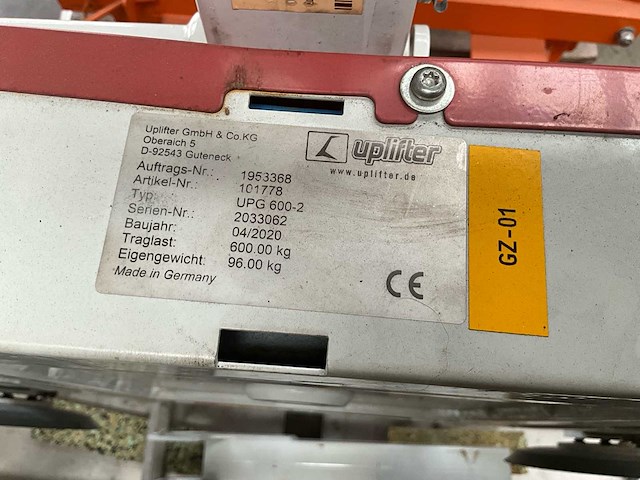 Uplifter GmbH & Co.KG
Oberaich 5
D-92543 Guteneck
uplifter
www.uplifter.de
Auftrags-Nr.: 1953368
Artikel-Nr.: 101778
Typ: UPG 600-2
Serien-Nr.: 2033062
Baujahr: 04/2020
Traglast: 600.00 kg
Eigengewicht: 96.00 kg
Made in Germany
CE
GZ-01